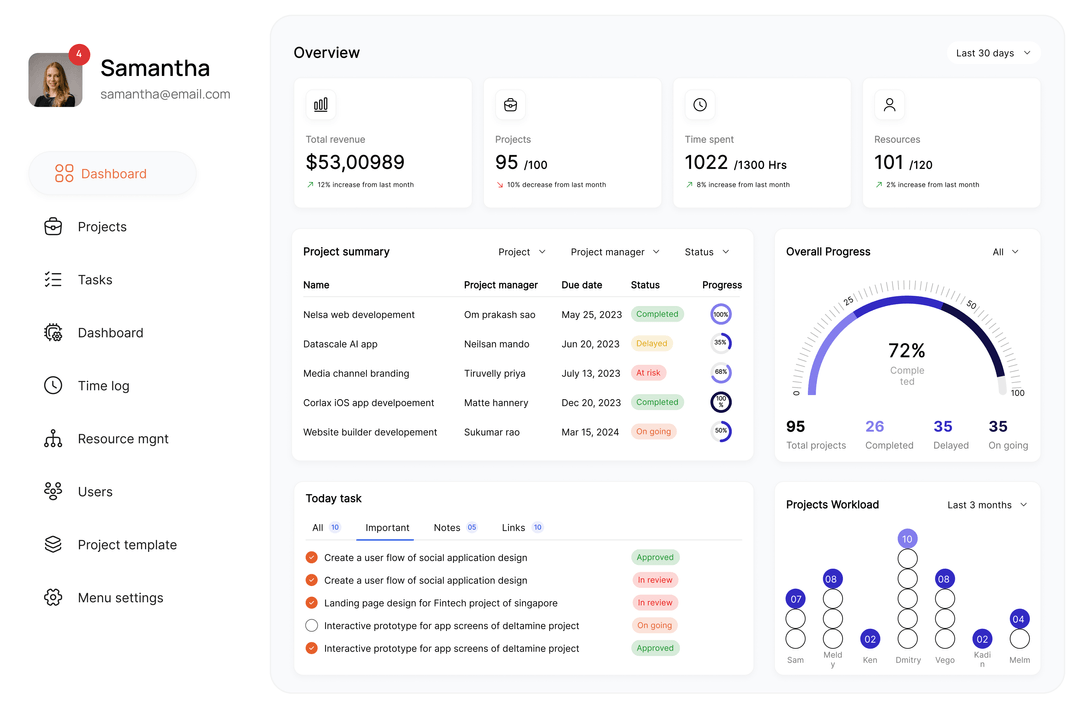 4
Samantha
samantha@email.com
Dashboard
Projects
Tasks
Dashboard
Time log
Resource mgnt
Users
Project template
Menu settings
Overview
Last 30 days
Total revenue
$53,00989
12% increase from last month
Projects
95 /100
10% decrease from last month
Time spent
1022 /1300 Hrs
8% increase from last month
Resources
101 /120
2% increase from last month
Project summary
Project
Project manager
Status
Name Project manager Due date Status Progress
Nelsa web developement Om prakash sao May 25, 2023 Completed 100%
Datascale AI app Neilsan mando Jun 20, 2023 Delayed 35%
Media channel branding Tiruvelly priya July 13, 2023 At risk 68%
Corlax iOS app develpoement Matte hannery Dec 20, 2023 Completed 100
%
Website builder developement Sukumar rao Mar 15, 2024 On going 50%
Overall Progress
All
0
25
50
100
72%
Comple
ted
95 26 35 35
Total projects Completed Delayed On going
Today task
All 10 Important Notes 05 Links 10
Create a user flow of social application design Approved
Create a user flow of social application design In review
Landing page design for Fintech project of singapore In review
Interactive prototype for app screens of deltamine project On going
Interactive prototype for app screens of deltamine project Approved
Projects Workload
Last 3 months
07 08 02 10 08 02 04
Sam Meld
y Ken Dmitry Vego Kadi
n Melm